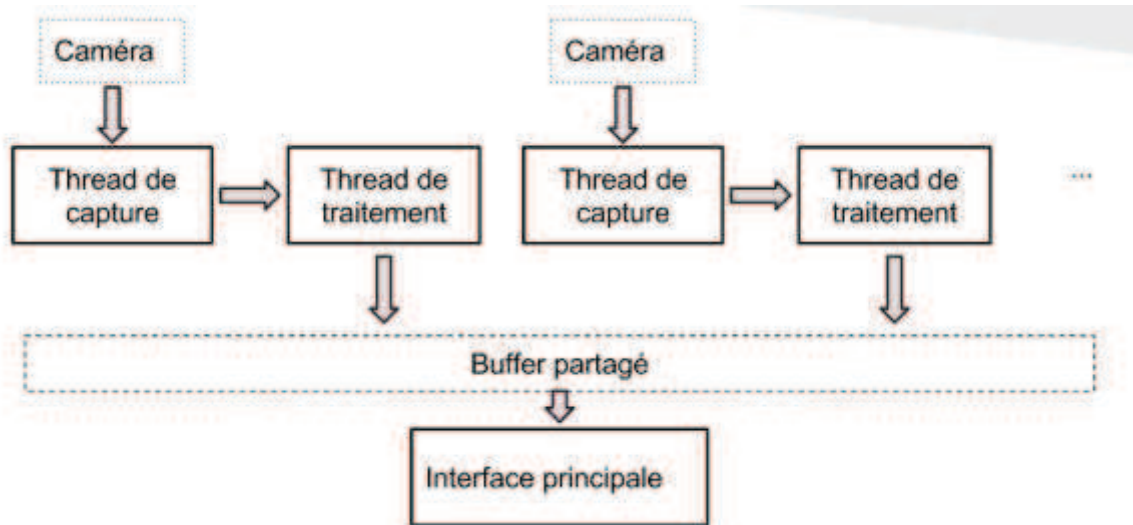 Caméra
Caméra
Thread de
capture
Thread de
traitement
Thread de
capture
Thread de
traitement
...
Buffer partagé
Interface principale